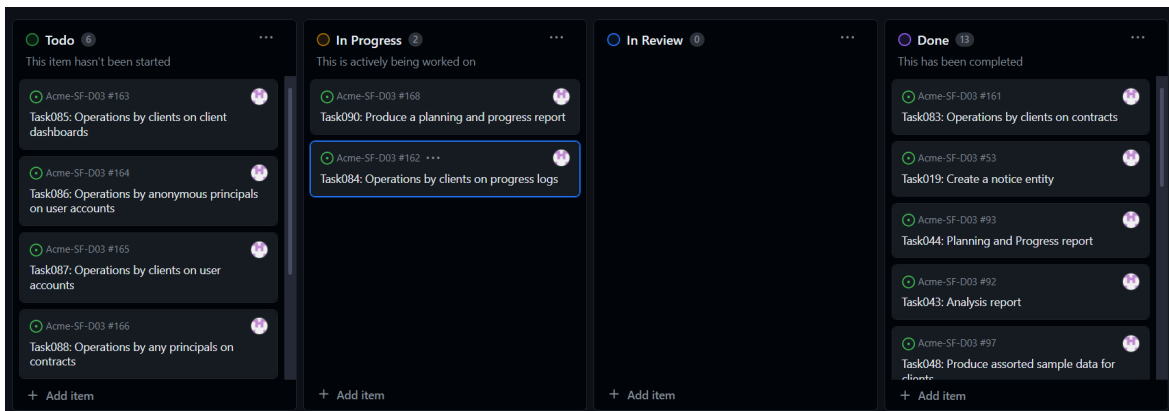 Todo 6
This item hasn't been started
Acme-SF-D03 #163
Task085: Operations by clients on client
dashboards
Acme-SF-D03 #164
Task086: Operations by anonymous principals
on user accounts
Acme-SF-D03 #165
Task087: Operations by clients on user
accounts
Acme-SF-D03 #166
Task088: Operations by any principals on
contracts
+ Add item
In Progress 2
This is actively being worked on
Acme-SF-D03 #168
Task090: Produce a planning and progress report
Acme-SF-D03 #162
Task084: Operations by clients on progress logs
+ Add item
In Review 0
+ Add item
Done 13
This has been completed
Acme-SF-D03 #161
Task083: Operations by clients on contracts
Acme-SF-D03 #53
Task019: Create a notice entity
Acme-SF-D03 #93
Task044: Planning and Progress report
Acme-SF-D03 #92
Task043: Analysis report
Acme-SF-D03 #97
Task048: Produce assorted sample data for
clients
+ Add item